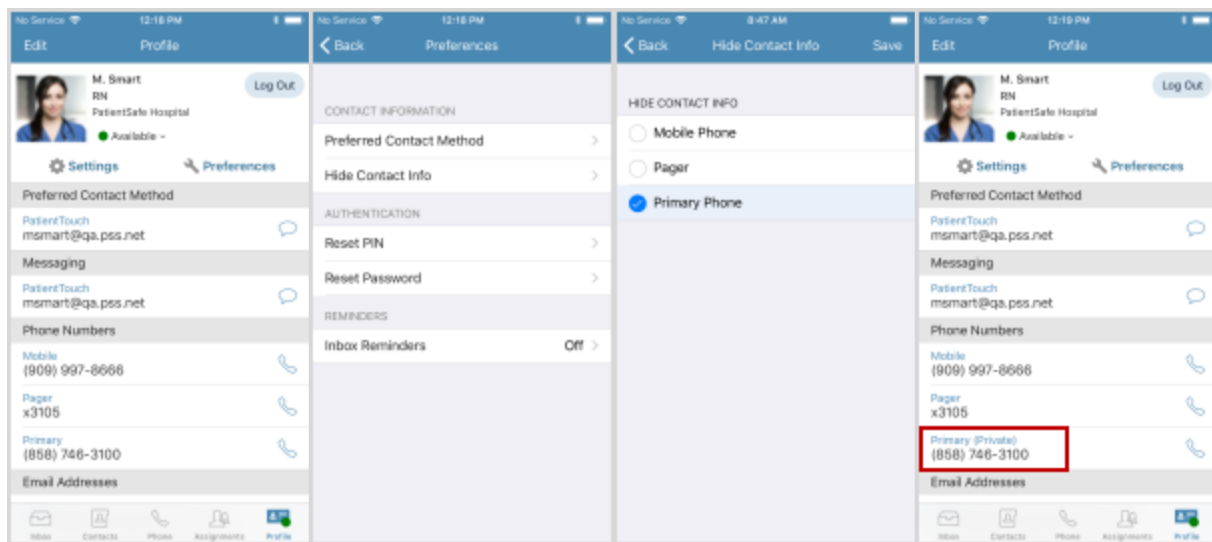 No Service 12:18 PM
Edit Profile
M. Smart
RN
PatientSafe Hospital
Available
Log Out
Settings Preferences
Preferred Contact Method
PatientTouch
msmart@qa.pss.net
Messaging
PatientTouch
msmart@qa.pss.net
Phone Numbers
Mobile
(909) 997-8666
Pager
x3105
Primary
(858) 746-3100
Email Addresses
Inbox Contacts Phone Assignments Profile
No Service 12:18 PM
Back Preferences
CONTACT INFORMATION
Preferred Contact Method
Hide Contact Info
AUTHENTICATION
Reset PIN
Reset Password
REMINDERS
Inbox Reminders Off
No Service 8:47 AM
Back Hide Contact Info Save
HIDE CONTACT INFO
Mobile Phone
Pager
Primary Phone
No Service 12:19 PM
Edit Profile
M. Smart
RN
PatientSafe Hospital
Available
Log Out
Settings Preferences
Preferred Contact Method
PatientTouch
msmart@qa.pss.net
Messaging
PatientTouch
msmart@qa.pss.net
Phone Numbers
Mobile
(909) 997-8666
Pager
x3105
Primary (Private)
(858) 746-3100
Email Addresses
Inbox Contacts Phone Assignments Profile